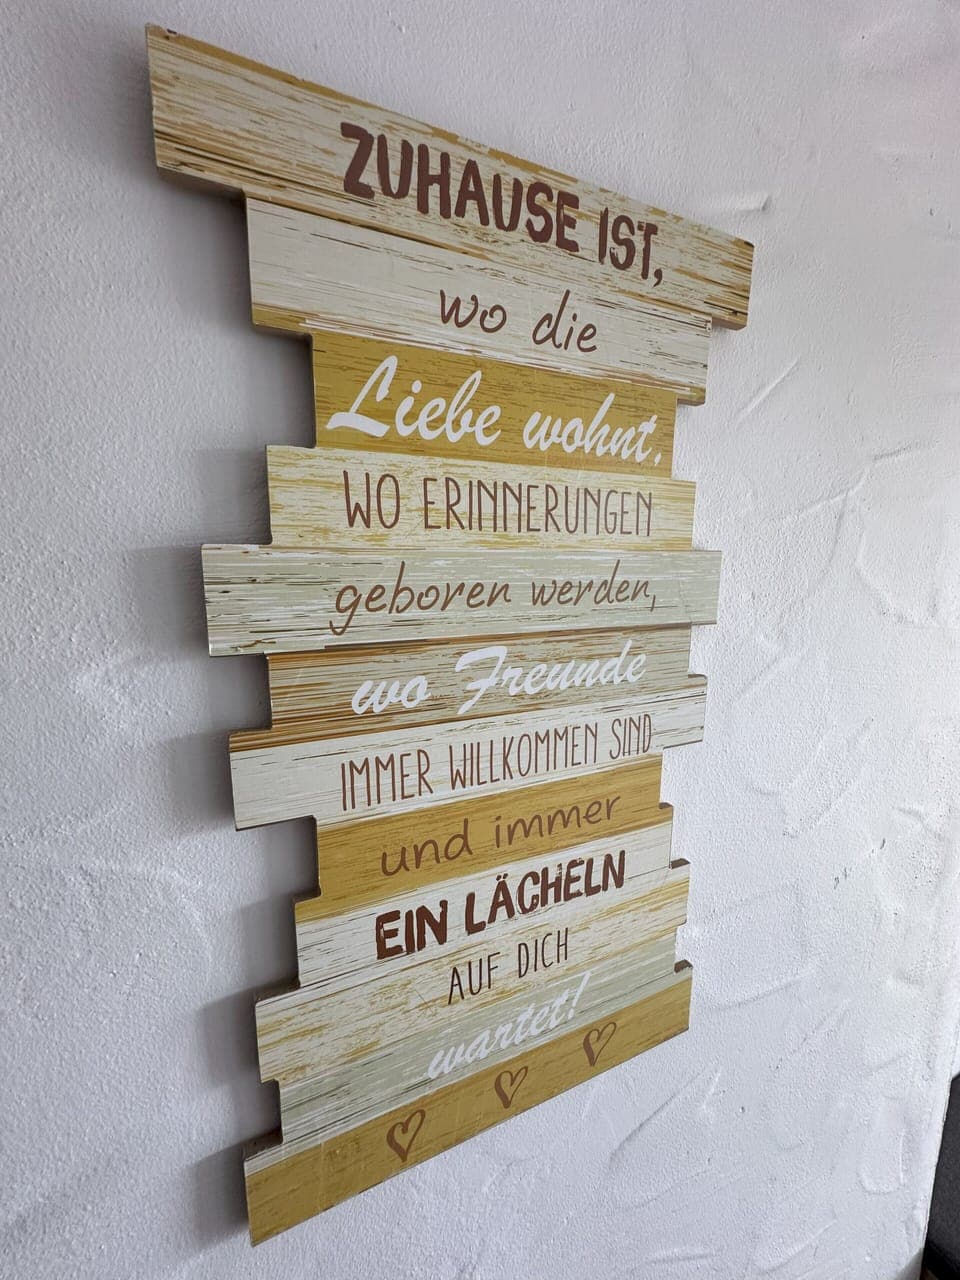 ZUHAUSE IST,
wo die
Liebe wohnt,
WO ERINNERUNGEN
geboren werden,
wo Freunde
IMMER WILLKOMMEN SIND
und immer
EIN LÄCHELN
AUF DICH
wartet!